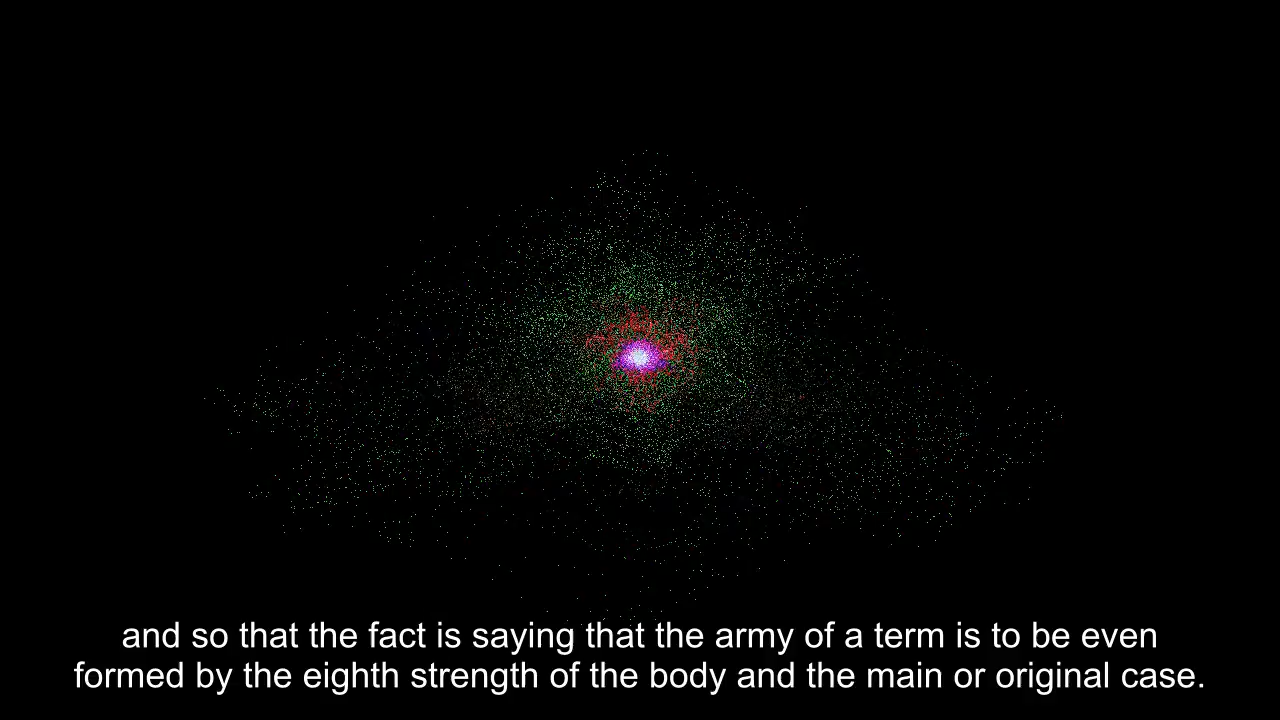 and so that the fact is saying that the army of a term is to be even
formed by the eighth strength of the body and the main or original case.